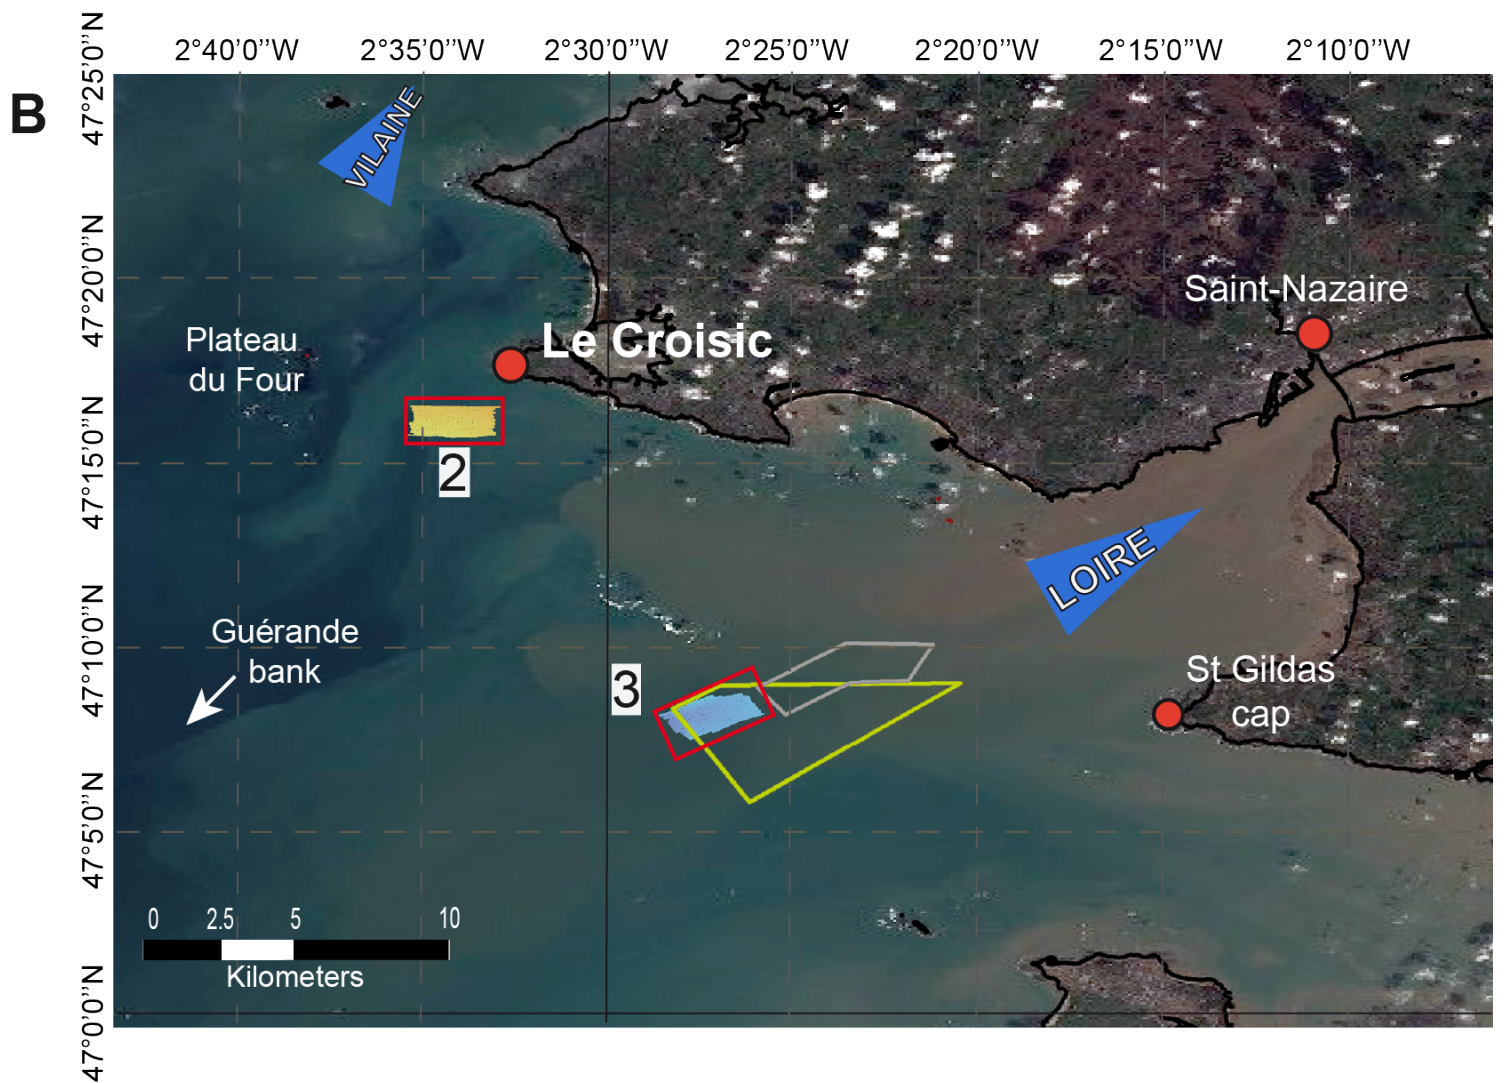 B
2°40'0''W 2°35'0''W 2°30'0''W 2°25'0''W 2°20'0''W 2°15'0''W 2°10'0''W
47°25'0''N
47°20'0''N
47°15'0''N
47°10'0''N
47°5'0''N
47°0'0''N
VILAINE
Saint-Nazaire
Plateau
du Four
Le Croisic
2
LOIRE
Guérande
bank
3
St Gildas
cap
0 2.5 5 10
Kilometers